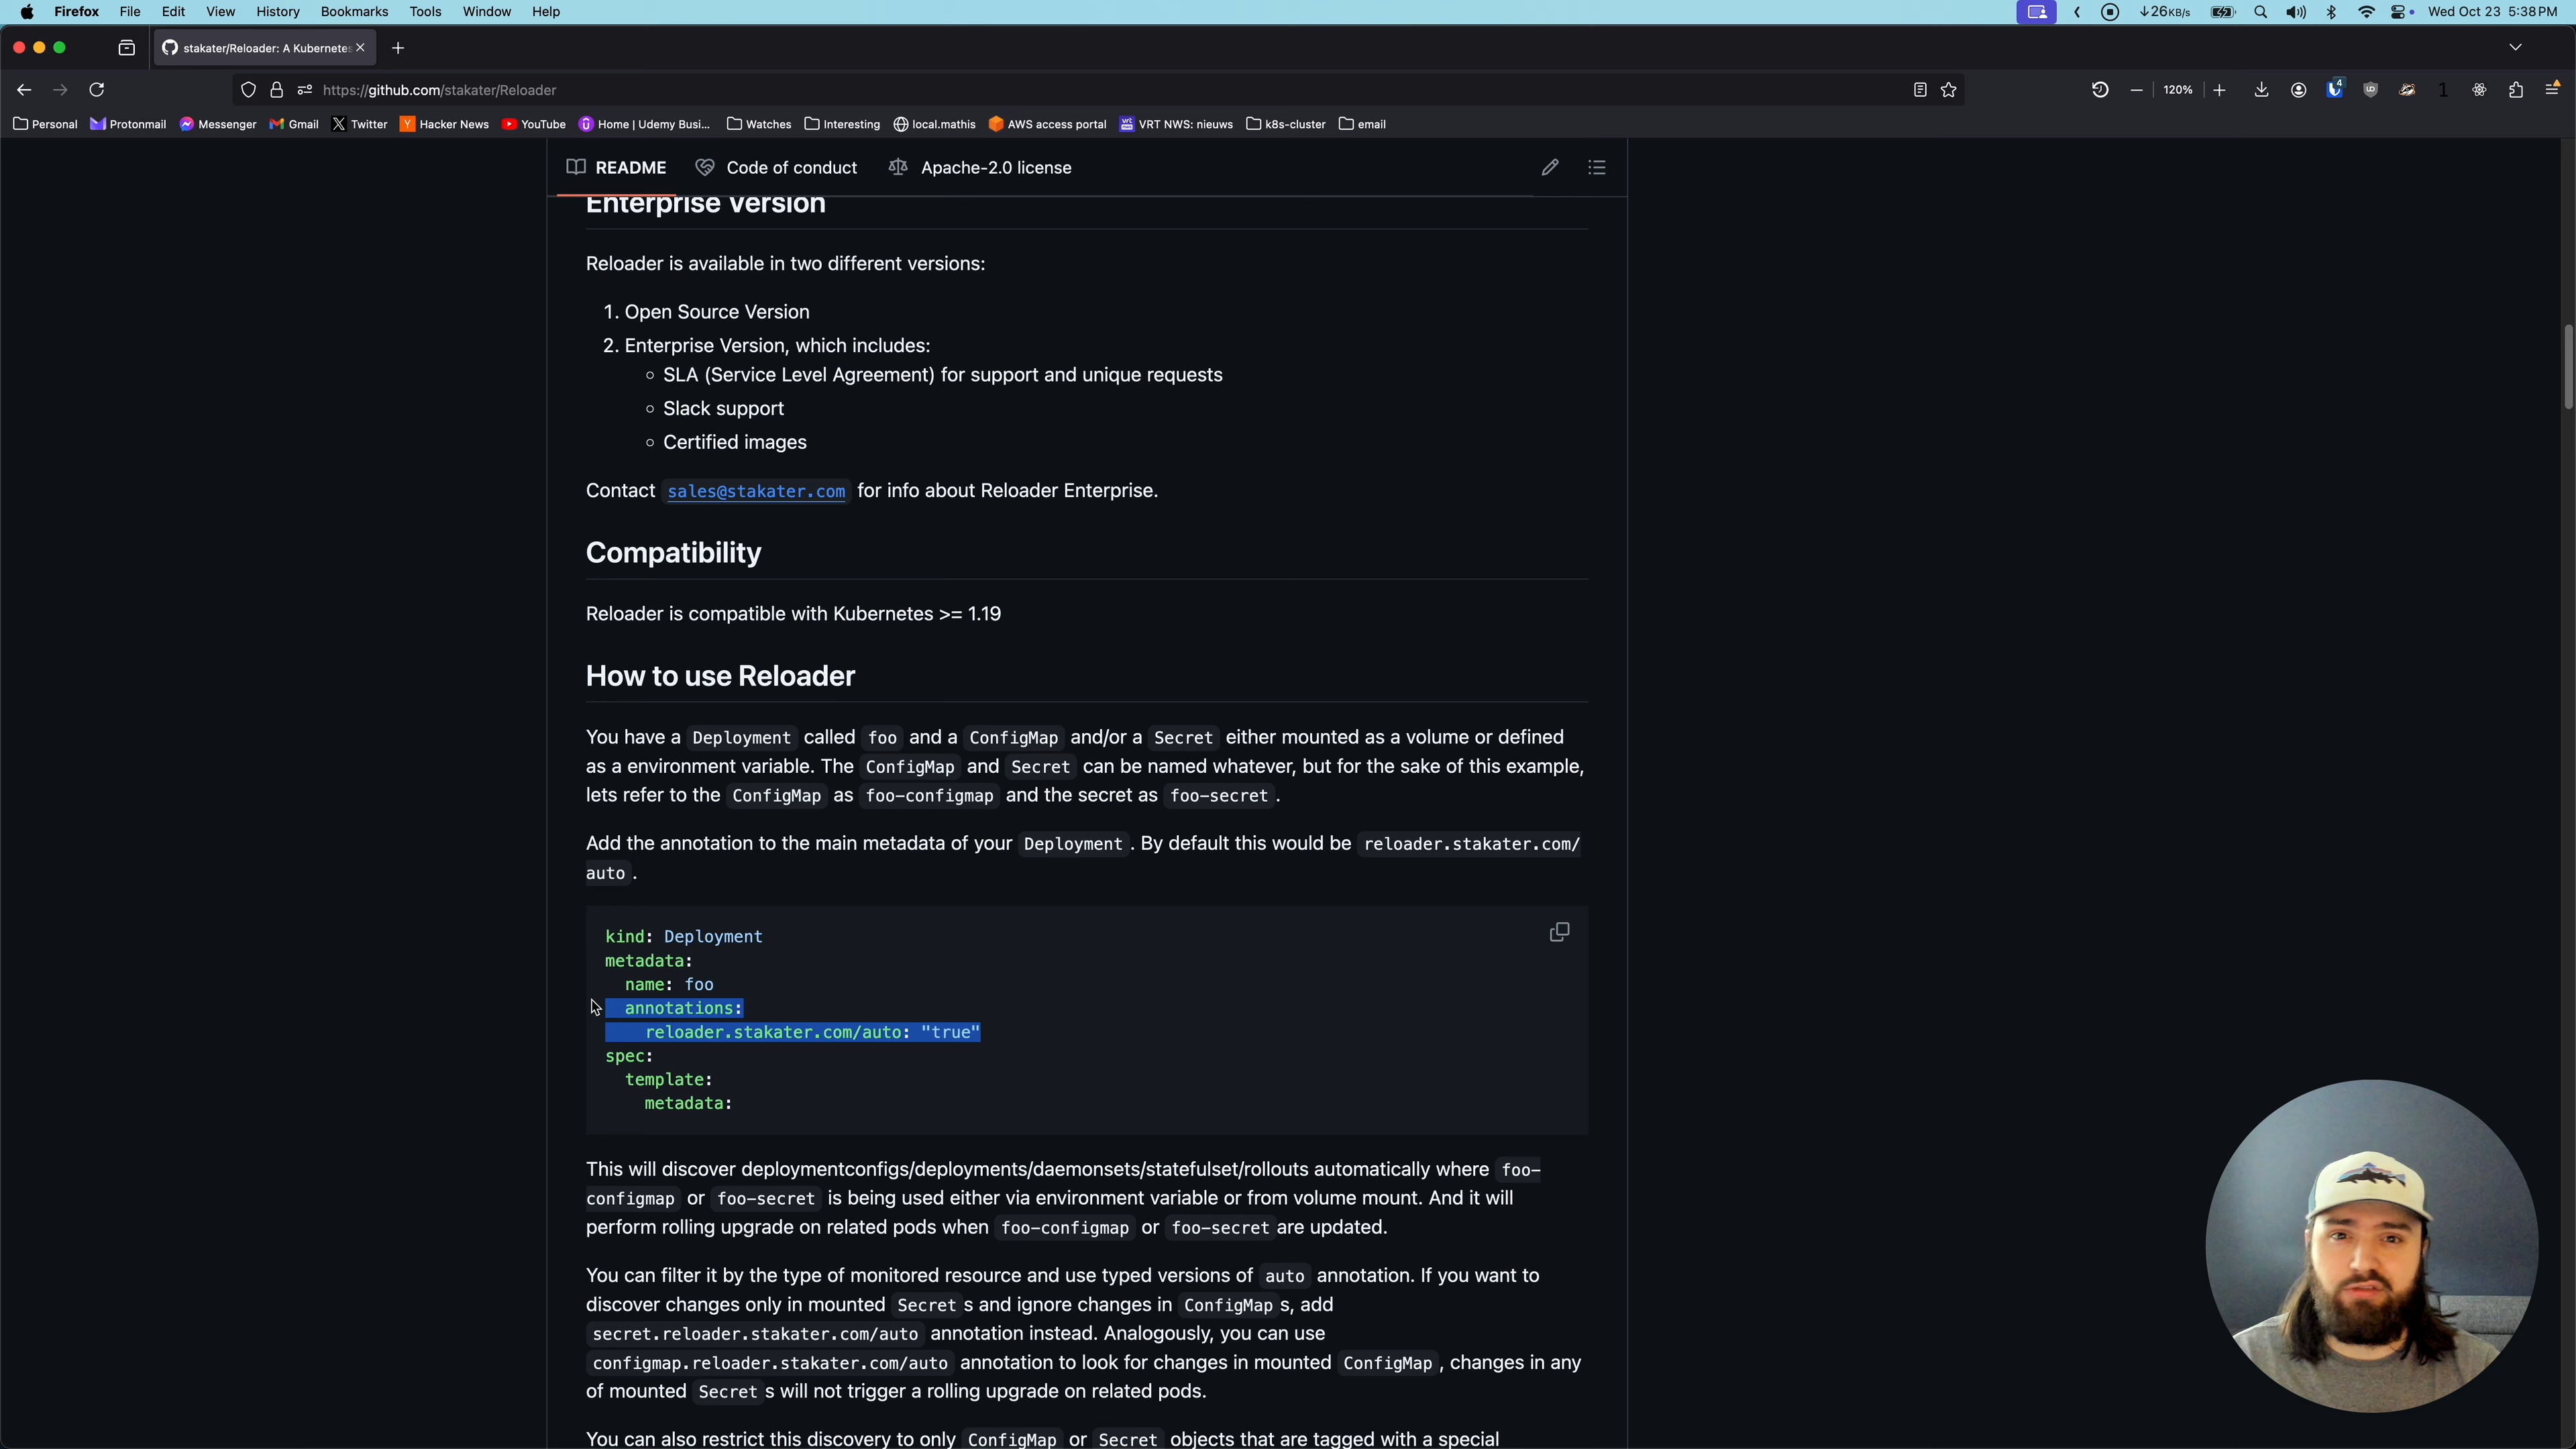 Firefox File Edit View History Bookmarks Tools Window Help
26KB/s Wed Oct 23 5:38 PM
stakater/Reloader: A Kubernetes
https://github.com/stakater/Reloader
120%
4
1
Personal Protonmail Messenger Gmail Twitter Hacker News YouTube Home | Udemy Busi... Watches Interesting local.mathis AWS access portal VRT NWS: nieuws k8s-cluster email
README Code of conduct Apache-2.0 license
Enterprise Version
Reloader is available in two different versions:
1. Open Source Version
2. Enterprise Version, which includes:
SLA (Service Level Agreement) for support and unique requests
Slack support
Certified images
Contact sales@stakater.com for info about Reloader Enterprise.
Compatibility
Reloader is compatible with Kubernetes >= 1.19
How to use Reloader
You have a Deployment called foo and a ConfigMap and/or a Secret either mounted as a volume or defined
as a environment variable. The ConfigMap and Secret can be named whatever, but for the sake of this example,
lets refer to the ConfigMap as foo-configmap and the secret as foo-secret.
Add the annotation to the main metadata of your Deployment. By default this would be reloader.stakater.com/
auto.
kind: Deployment
metadata:
name: foo
annotations:
reloader.stakater.com/auto: "true"
spec:
template:
metadata:
This will discover deploymentconfigs/deployments/daemonsets/statefulset/rollouts automatically where foo-
configmap or foo-secret is being used either via environment variable or from volume mount. And it will
perform rolling upgrade on related pods when foo-configmap or foo-secret are updated.
You can filter it by the type of monitored resource and use typed versions of auto annotation. If you want to
discover changes only in mounted Secret s and ignore changes in ConfigMap s, add
secret.reloader.stakater.com/auto annotation instead. Analogously, you can use
configmap.reloader.stakater.com/auto annotation to look for changes in mounted ConfigMap, changes in any
of mounted Secret s will not trigger a rolling upgrade on related pods.
You can also restrict this discovery to only ConfigMap or Secret objects that are tagged with a special